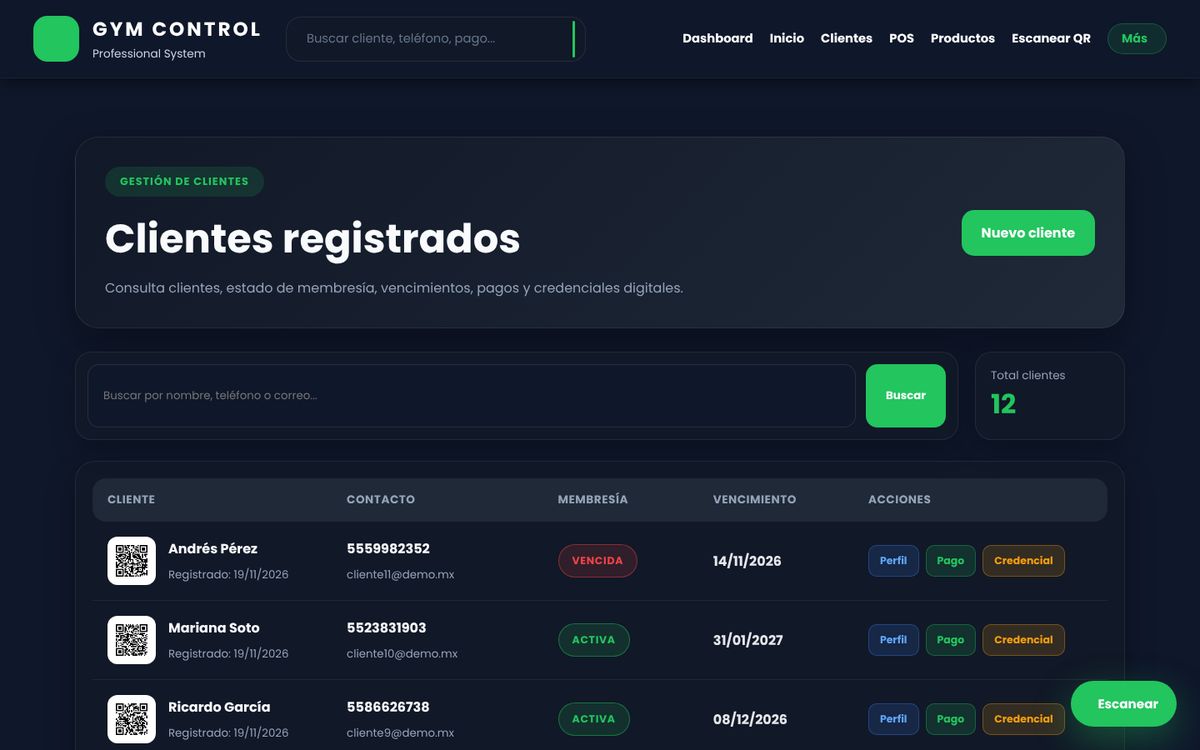 GYM CONTROL
Professional System
Buscar cliente, teléfono, pago...
Dashboard Inicio Clientes POS Productos Escanear QR Más
GESTIÓN DE CLIENTES
Clientes registrados
Consulta clientes, estado de membresía, vencimientos, pagos y credenciales digitales.
Nuevo cliente
Buscar por nombre, teléfono o correo...
Buscar
Total clientes
12
CLIENTE CONTACTO MEMBRESÍA VENCIMIENTO ACCIONES
Andrés Pérez
Registrado: 19/11/2026
5559982352
cliente11@demo.mx
VENCIDA
14/11/2026
Perfil Pago Credencial
Mariana Soto
Registrado: 19/11/2026
5523831903
cliente10@demo.mx
ACTIVA
31/01/2027
Perfil Pago Credencial
Ricardo García
Registrado: 19/11/2026
5586626738
cliente9@demo.mx
ACTIVA
08/12/2026
Perfil Pago Credencial
Escanear